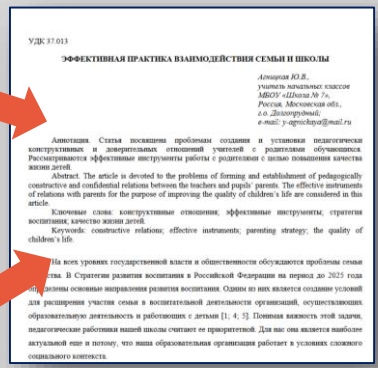 УДК 37.013
ЭФФЕКТИВНАЯ ПРАКТИКА ВЗАИМОДЕЙСТВИЯ СЕМЬИ И ШКОЛЫ
Агницкая Ю.В.,
учитель начальных классов
МБОУ «Школа № 7»,
Россия, Московская обл.,
г.о. Долгопрудный;
e-mail: y-agnickaya@mail.ru
Аннотация. Статья посвящена проблемам создания и установки педагогически
конструктивных и доверительных отношений учителей с родителями обучающихся.
Рассматриваются эффективные инструменты работы с родителями с целью повышения качества
жизни детей.
Abstract. The article is devoted to the problems of forming and establishment of pedagogically
constructive and confidential relations between the teachers and pupils' parents. The effective instruments
of relations with parents for the purpose of improving the quality of children's life are considered in this
article.
Ключевые слова: конструктивные отношения; эффективные инструменты; стратегия
воспитания; качество жизни детей.
Keywords: constructive relations; effective instruments; parenting strategy; the quality of
children's life.
На всех уровнях государственной власти и общественности обсуждаются проблемы семьи
В Стратегии развития воспитания в Российской Федерации на период до 2025 года
определены основные направления развития воспитания. Одним из них является создание условий
для расширения участия семьи в воспитательной деятельности организаций, осуществляющих
образовательную деятельность и работающих с детьми [1; 4; 5]. Понимая важность этой задачи,
педагогические работники нашей школы считают ее приоритетной. Для нас она является наиболее
актуальной еще и потому, что наша образовательная организация работает в условиях сложного
социального контекста.